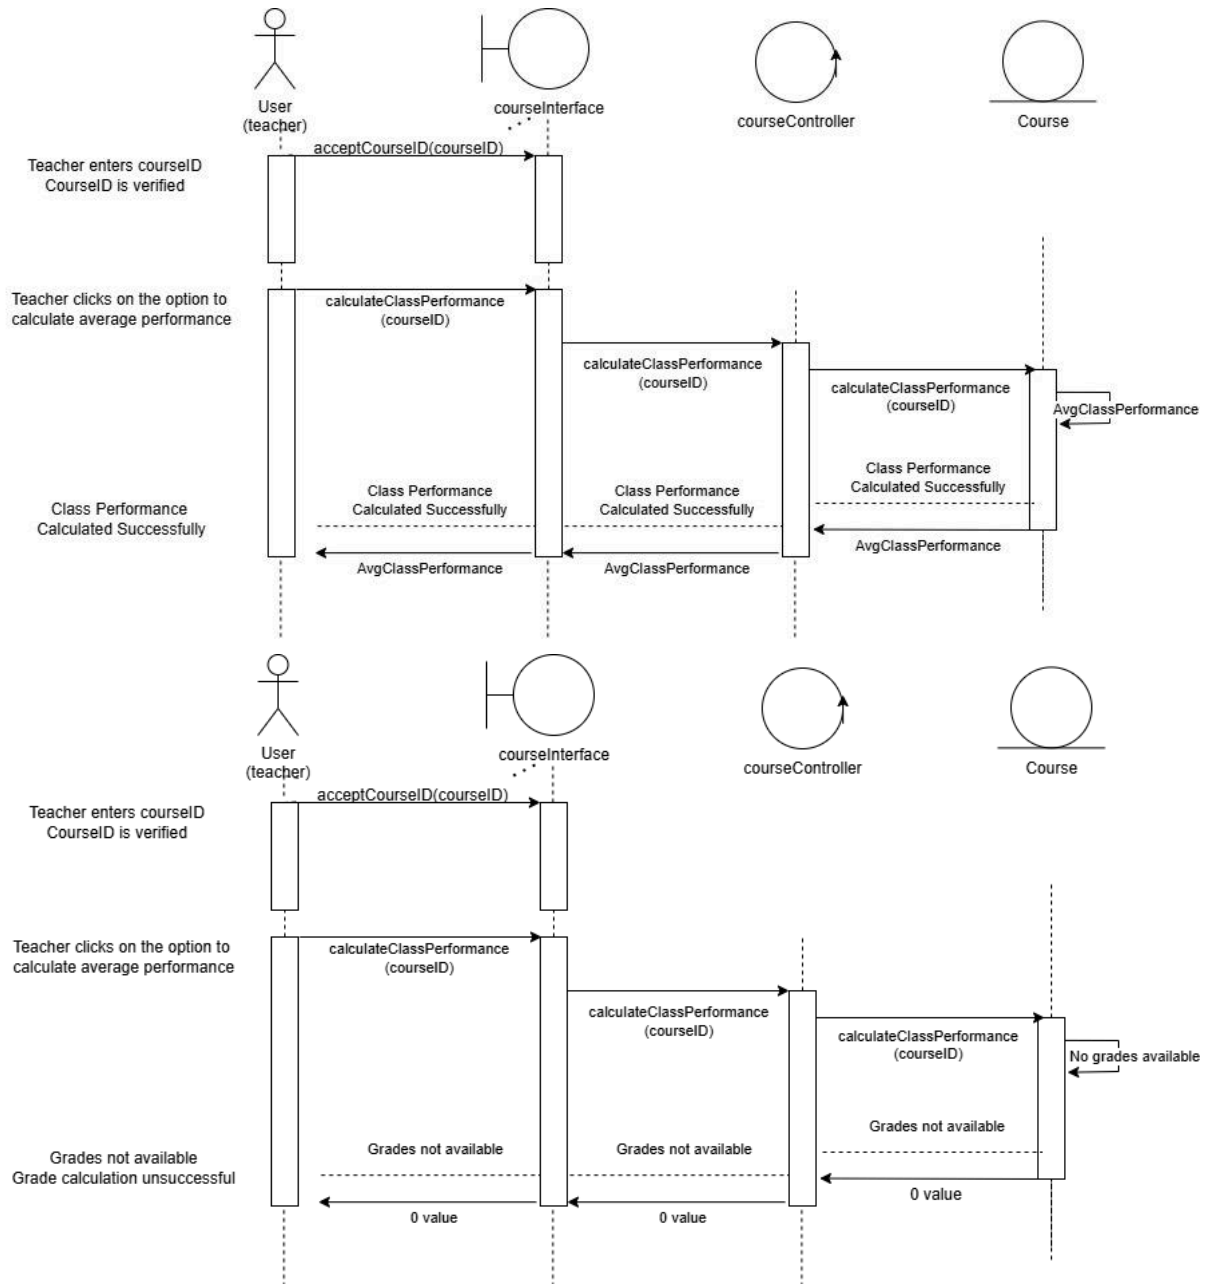 User
(teacher)
courseInterface
courseController
Course
acceptCourseID(courseID)
Teacher enters courseID
CourseID is verified
Teacher clicks on the option to
calculate average performance
calculateClassPerformance
(courseID)
calculateClassPerformance
(courseID)
calculateClassPerformance
(courseID)
AvgClassPerformance
Class Performance
Calculated Successfully
Class Performance
Calculated Successfully
Class Performance
Calculated Successfully
Class Performance
Calculated Successfully
AvgClassPerformance
AvgClassPerformance
AvgClassPerformance
User
(teacher)
courseInterface
courseController
Course
acceptCourseID(courseID)
Teacher enters courseID
CourseID is verified
Teacher clicks on the option to
calculate average performance
calculateClassPerformance
(courseID)
calculateClassPerformance
(courseID)
calculateClassPerformance
(courseID)
No grades available
Grades not available
Grades not available
Grades not available
Grades not available
Grade calculation unsuccessful
0 value
0 value
0 value